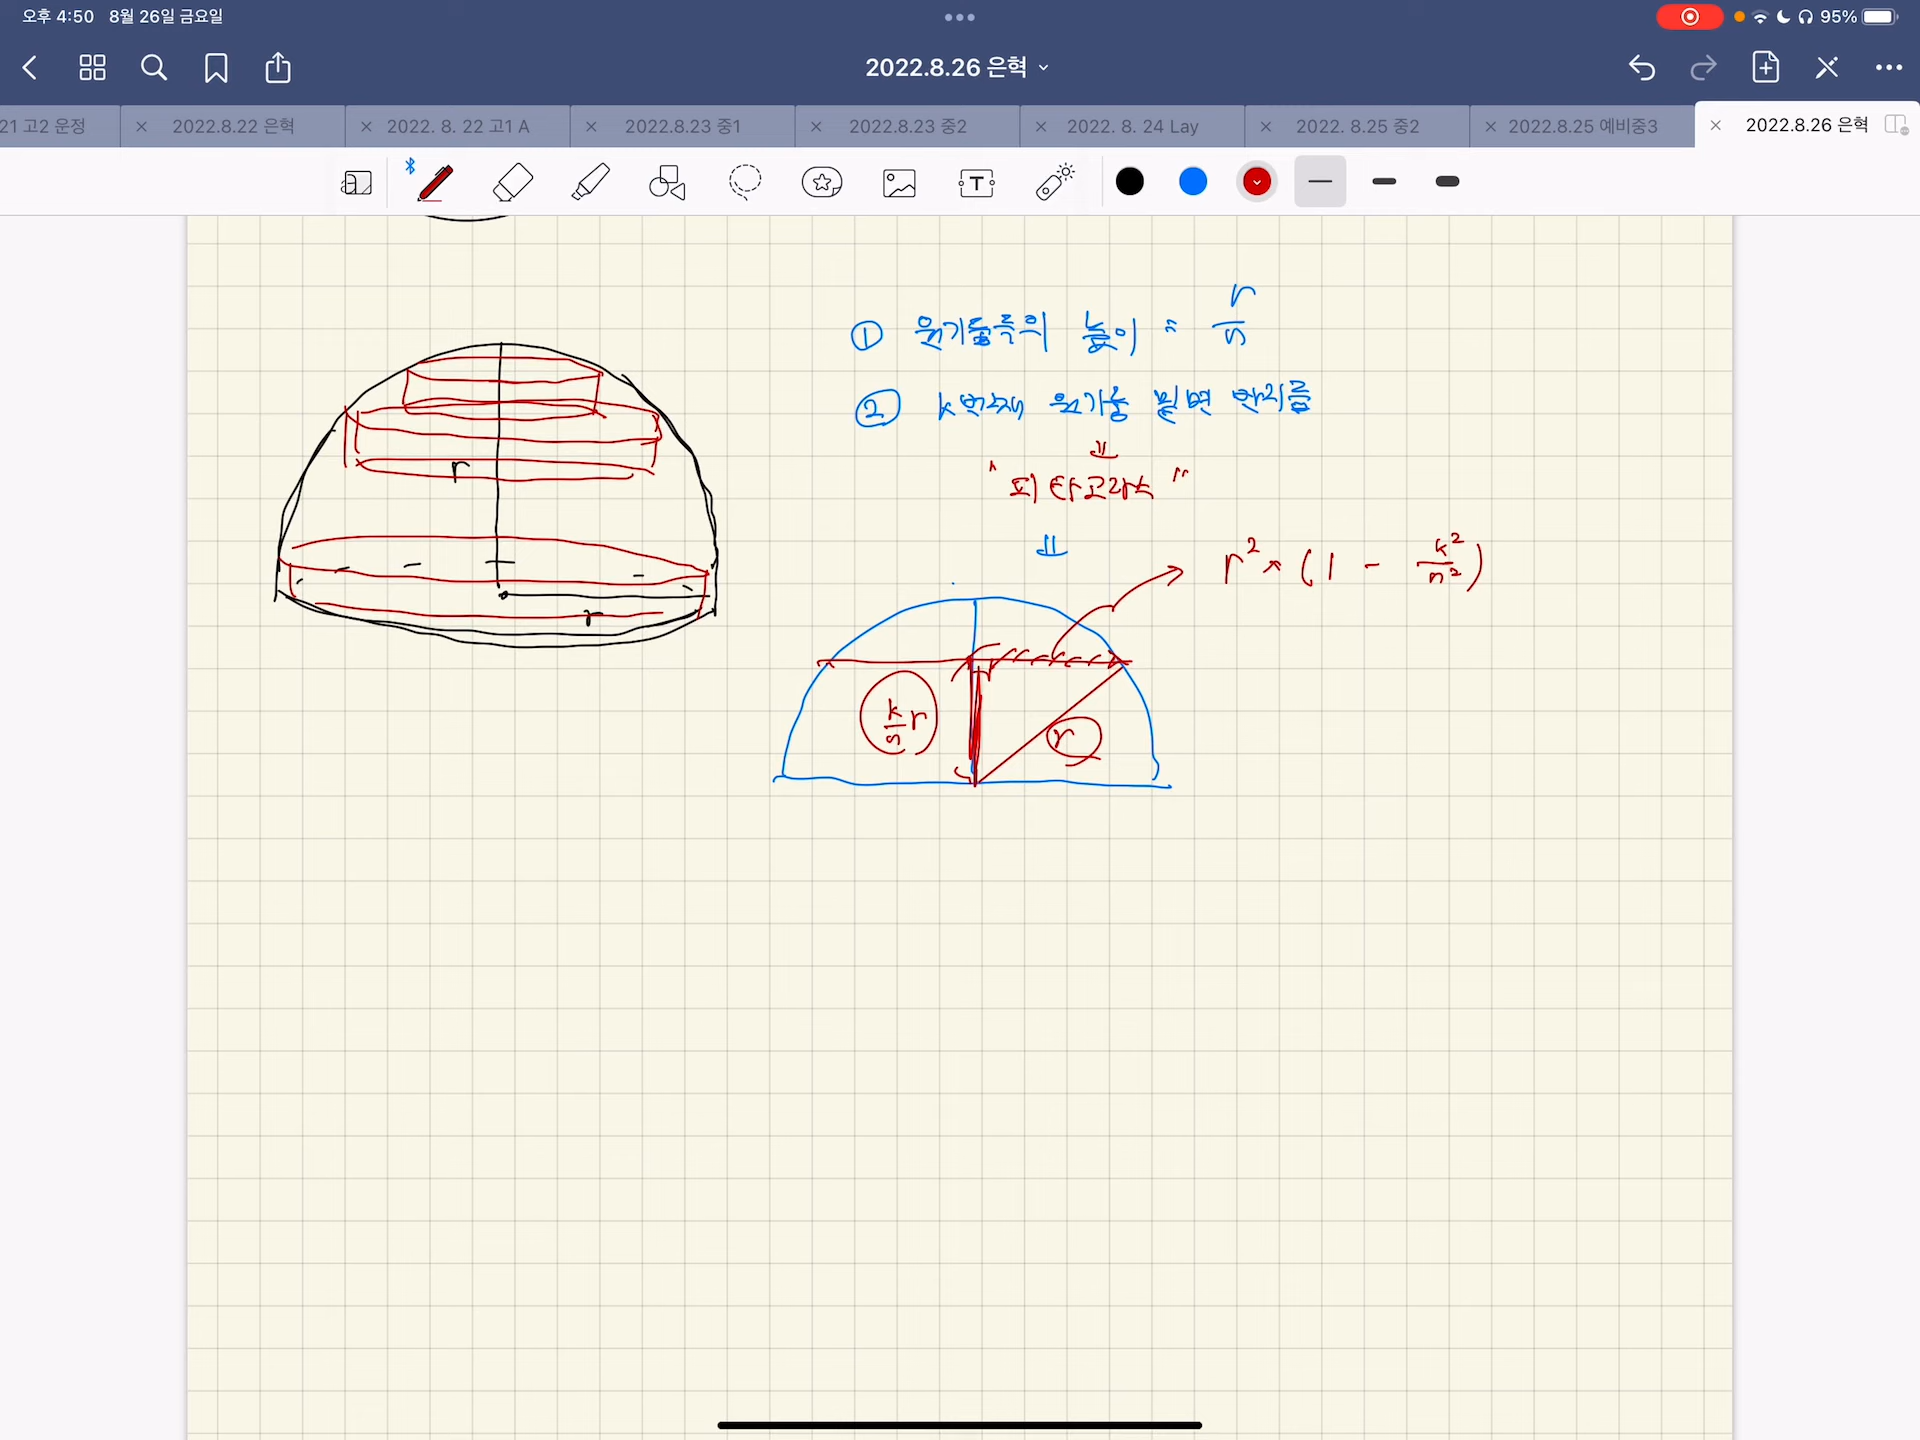 오후 4:50 8월 26일 금요일
95%
2022.8.26 은혁
21 고2 운정
2022.8.22 은혁
2022. 8. 22 고1 A
2022.8.23 중1
2022.8.23 중2
2022. 8. 24 Lay
2022. 8.25 중2
2022.8.25 예비중3
2022.8.26 은혁
① 원기둥들의 높이 = r/n
② k번째 원기둥 밑면 반지름
"피타고라스"
r² × (1 - k²/n²)
r
r
k/n r
r